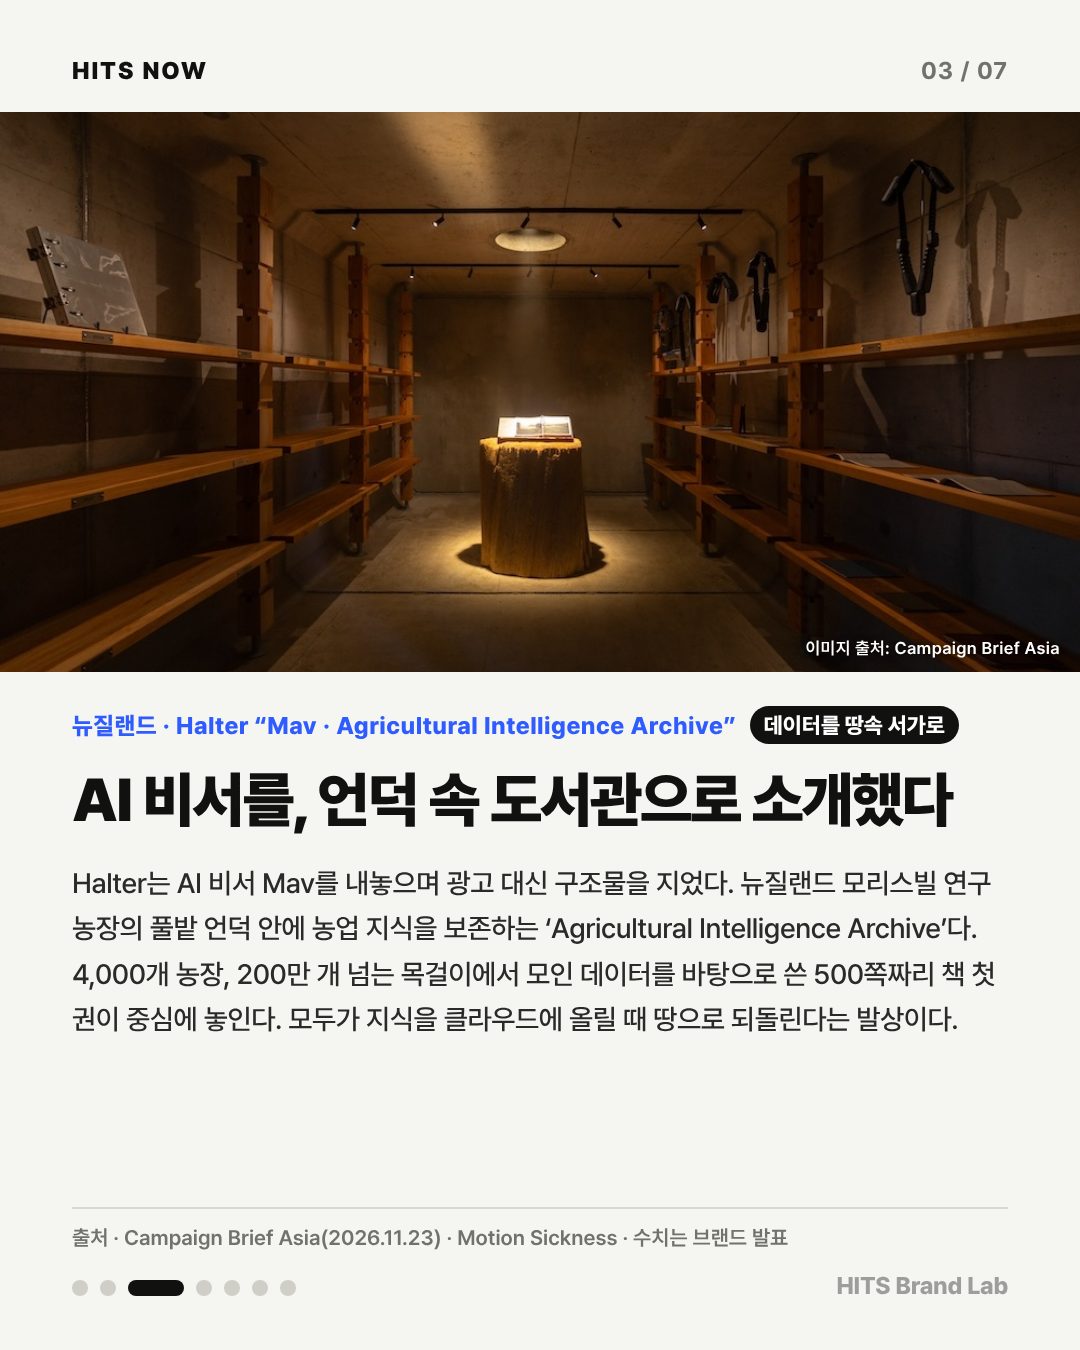 HITS NOW
03 / 07
이미지 출처: Campaign Brief Asia
뉴질랜드 · Halter “Mav · Agricultural Intelligence Archive” 데이터를 땅속 서가로
AI 비서를, 언덕 속 도서관으로 소개했다
Halter는 AI 비서 Mav를 내놓으며 광고 대신 구조물을 지었다. 뉴질랜드 모리스빌 연구
농장의 풀밭 언덕 안에 농업 지식을 보존하는 ‘Agricultural Intelligence Archive’다.
4,000개 농장, 200만 개 넘는 목걸이에서 모인 데이터를 바탕으로 쓴 500쪽짜리 책 첫
권이 중심에 놓인다. 모두가 지식을 클라우드에 올릴 때 땅으로 되돌린다는 발상이다.
출처 · Campaign Brief Asia(2026.11.23) · Motion Sickness · 수치는 브랜드 발표
HITS Brand Lab